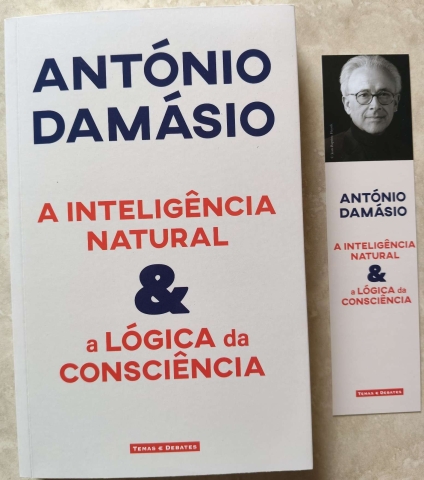 ANTÓNIO
DAMÁSIO
A INTELIGÊNCIA
NATURAL
&
a LÓGICA da
CONSCIÊNCIA
TEMAS e DEBATES
ANTÓNIO
DAMÁSIO
A INTELIGÊNCIA
NATURAL
&
a LÓGICA da
CONSCIÊNCIA
TEMAS e DEBATES